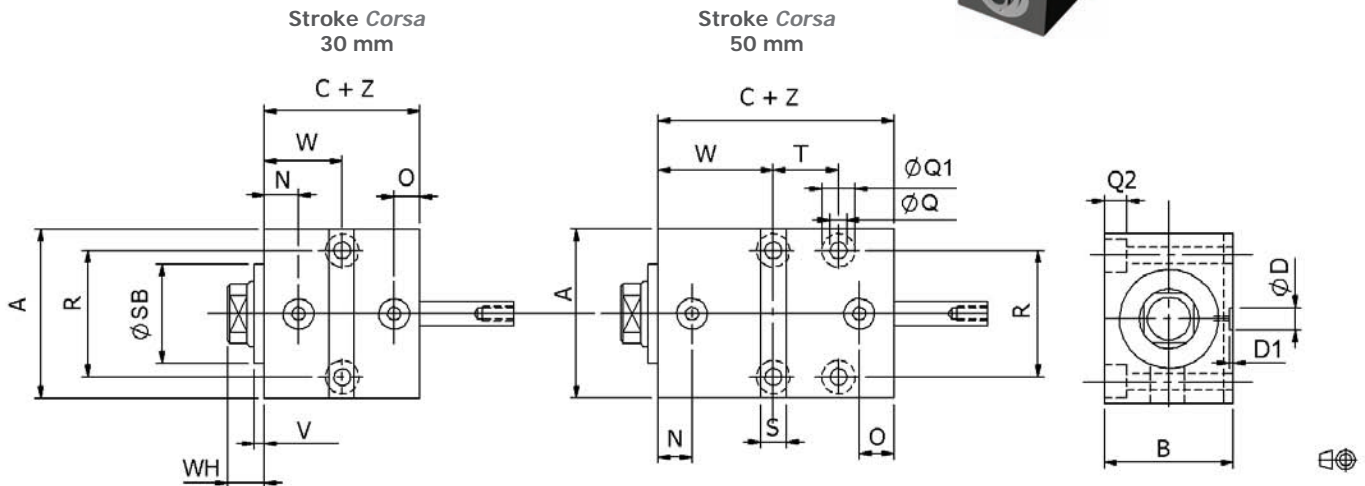 Stroke Corsa
30 mm
Stroke Corsa
50 mm
C + Z
W
N
O
A
R
ØSB
V
WH
C + Z
W
T
ØQ1
ØQ
A
R
N
S
O
Q2
ØD
D1
B